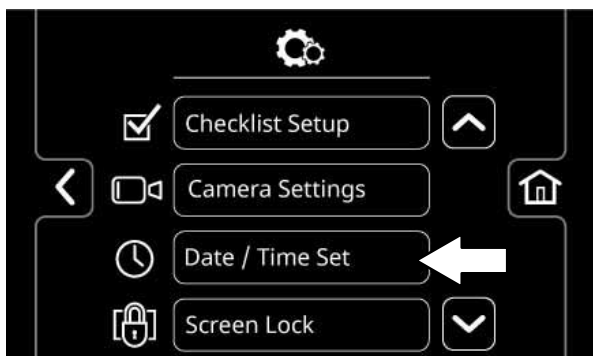 Checklist Setup
Camera Settings
Date / Time Set
Screen Lock